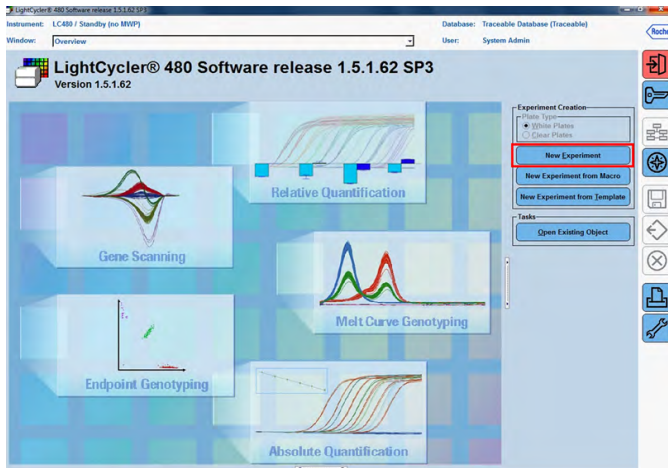 LightCycler® 480 Software release 1.5.1.62 SP3
Instrument: LC480 / Standby (no MWP)
Database: Traceable Database (Traceable)
Window: Overview
User: System Admin
Roche
LightCycler® 480 Software release 1.5.1.62 SP3
Version 1.5.1.62
Experiment Creation
Plate Type
White Plates
Clear Plates
New Experiment
New Experiment from Macro
New Experiment from Template
Tasks
Open Existing Object
Relative Quantification
Gene Scanning
Melt Curve Genotyping
Endpoint Genotyping
Absolute Quantification